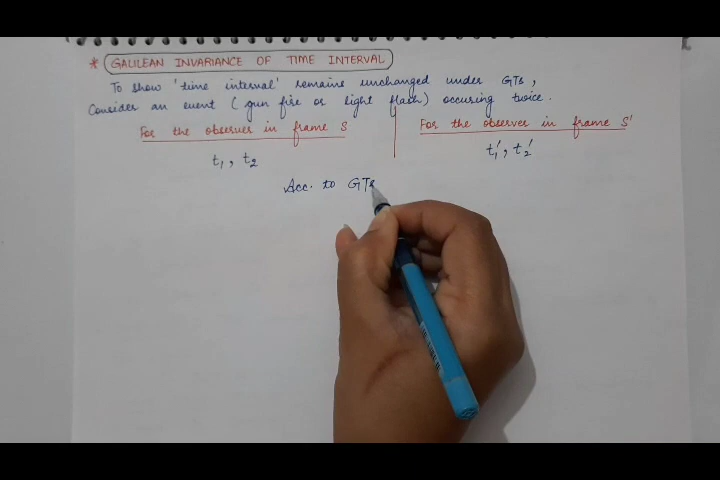 * GALILEAN INVARIANCE OF TIME INTERVAL
To show 'time interval' remains unchanged under GTs,
Consider an event (gun fire or light flash) occuring twice.
For the observer in frame S
t₁, t₂
For the observer in frame S'
t₁', t₂'
Acc. to GTs